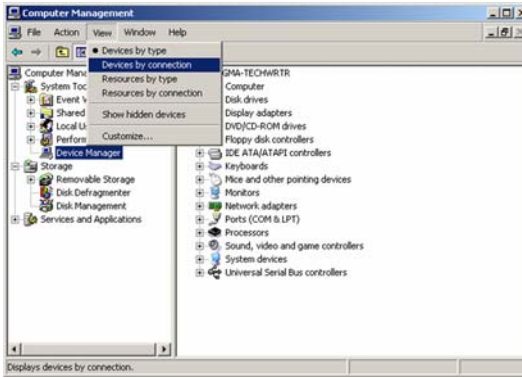 Computer Management
File Action View Window Help
Devices by type
Devices by connection
Resources by type
Resources by connection
Show hidden devices
Customize...
Computer Mana
System Too
Event V
Shared
Local U
Perform
Device Manager
Storage
Removable Storage
Disk Defragmenter
Disk Management
Services and Applications
GMA-TECHWRTR
Computer
Disk drives
Display adapters
DVD/CD-ROM drives
Floppy disk controllers
IDE ATA/ATAPI controllers
Keyboards
Mice and other pointing devices
Monitors
Network adapters
Ports (COM & LPT)
Processors
Sound, video and game controllers
System devices
Universal Serial Bus controllers
Displays devices by connection.